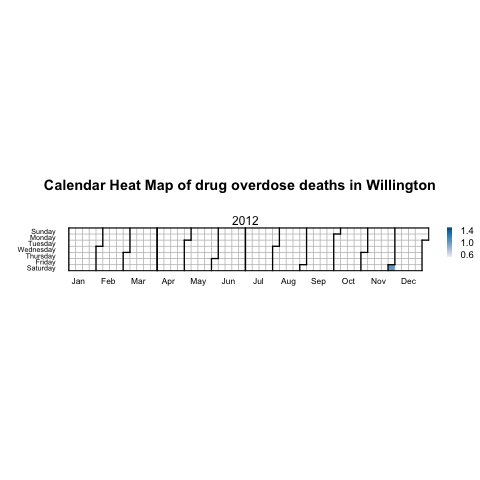 Calendar Heat Map of drug overdose deaths in Willington
2012
Sunday
Monday
Tuesday
Wednesday
Thursday
Friday
Saturday
1.4
1.0
0.6
Jan Feb Mar Apr May Jun Jul Aug Sep Oct Nov Dec